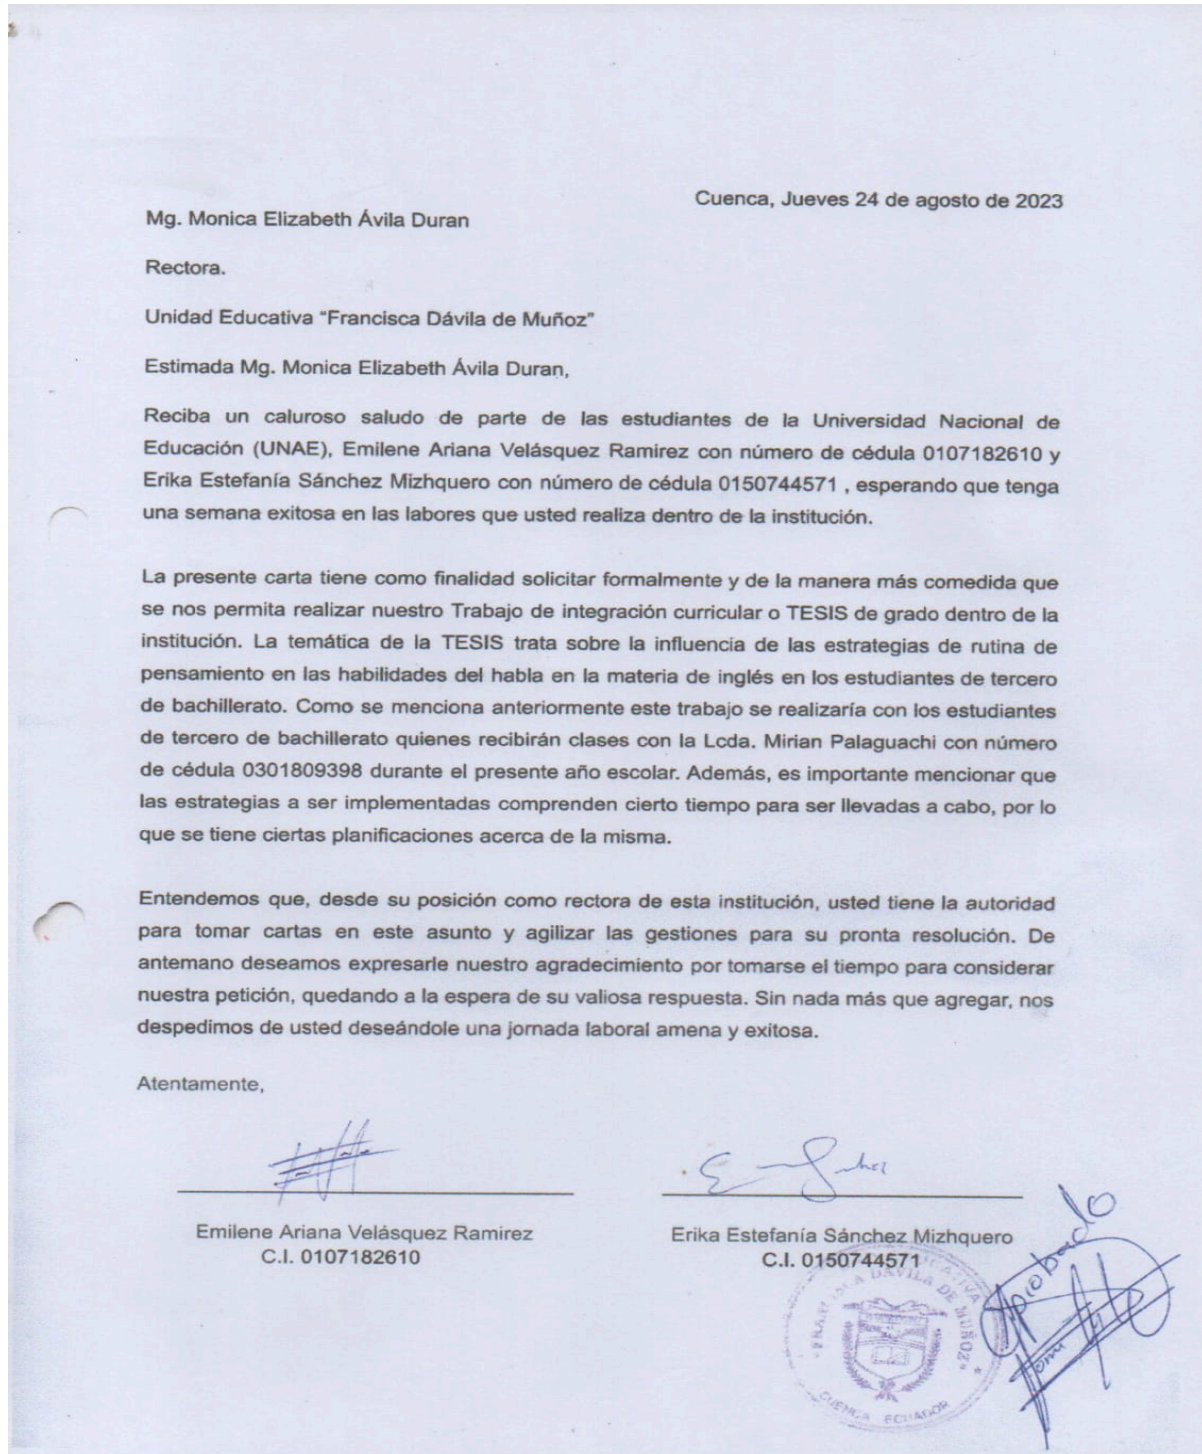 Cuenca, Jueves 24 de agosto de 2023
Mg. Monica Elizabeth Ávila Duran
Rectora.
Unidad Educativa “Francisca Dávila de Muñoz”
Estimada Mg. Monica Elizabeth Ávila Duran,
Reciba un caluroso saludo de parte de las estudiantes de la Universidad Nacional de
Educación (UNAE), Emilene Ariana Velásquez Ramirez con número de cédula 0107182610 y
Erika Estefanía Sánchez Mizhquero con número de cédula 0150744571 , esperando que tenga
una semana exitosa en las labores que usted realiza dentro de la institución.
La presente carta tiene como finalidad solicitar formalmente y de la manera más comedida que
se nos permita realizar nuestro Trabajo de integración curricular o TESIS de grado dentro de la
institución. La temática de la TESIS trata sobre la influencia de las estrategias de rutina de
pensamiento en las habilidades del habla en la materia de inglés en los estudiantes de tercero
de bachillerato. Como se menciona anteriormente este trabajo se realizaría con los estudiantes
de tercero de bachillerato quienes recibirán clases con la Lcda. Mirian Palaguachi con número
de cédula 0301809398 durante el presente año escolar. Además, es importante mencionar que
las estrategias a ser implementadas comprenden cierto tiempo para ser llevadas a cabo, por lo
que se tiene ciertas planificaciones acerca de la misma.
Entendemos que, desde su posición como rectora de esta institución, usted tiene la autoridad
para tomar cartas en este asunto y agilizar las gestiones para su pronta resolución. De
antemano deseamos expresarle nuestro agradecimiento por tomarse el tiempo para considerar
nuestra petición, quedando a la espera de su valiosa respuesta. Sin nada más que agregar, nos
despedimos de usted deseándole una jornada laboral amena y exitosa.
Atentamente,
Emilene Ariana Velásquez Ramirez
C.I. 0107182610
Erika Estefanía Sánchez Mizhquero
C.I. 0150744571
Aprobado
EDUCATIVA
"FRANCISCA DÁVILA DE MUÑOZ"
CUENCA ECUADOR